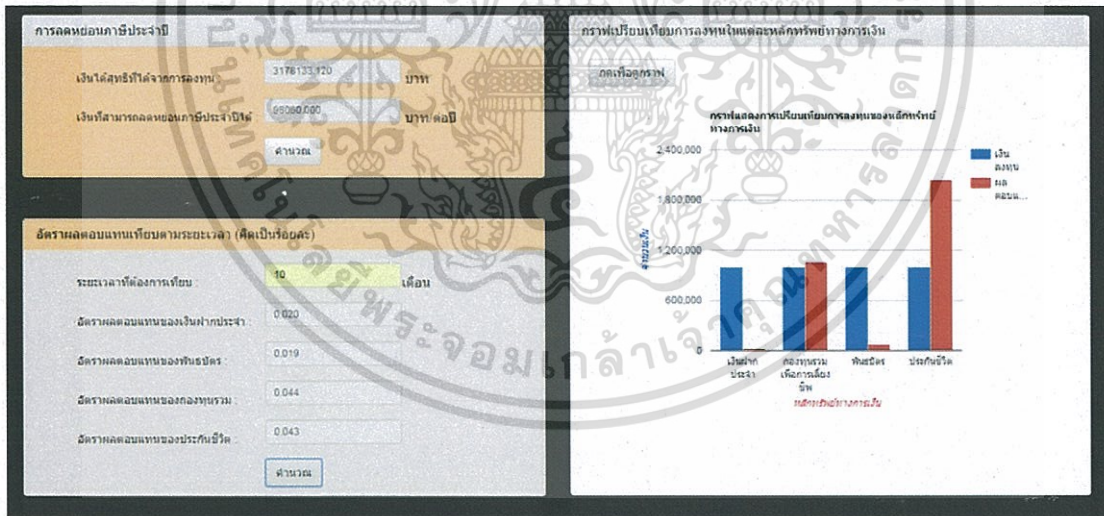 การลดหย่อนภาษีประจำปี
เงินได้สุทธิที่ได้จากการลงทุน : 3178133.120 บาท
เงินที่สามารถลดหย่อนภาษีประจำปีได้ 98060.000 บาท/ต่อปี
คำนวณ
อัตราผลตอบแทนเทียบตามระยะเวลา (คิดเป็นร้อยละ)
ระยะเวลาที่ต้องการเทียบ : 10 เดือน
อัตราผลตอบแทนของเงินฝากประจำ : 0.020
อัตราผลตอบแทนของพันธบัตร : 0.019
อัตราผลตอบแทนของกองทุนรวม : 0.044
อัตราผลตอบแทนของประกันชีวิต : 0.043
คำนวณ
กราฟเปรียบเทียบการลงทุนในแต่ละหลักทรัพย์ทางการเงิน
กดเพื่อดูกราฟ
กราฟแสดงการเปรียบเทียบการลงทุนของหลักทรัพย์
ทางการเงิน
2,400,000
1,800,000
1,200,000
600,000
0
จำนวนเงิน
เงิน
ลงทุน
ผล
ตอบแ...
เงินฝาก
ประจำ
กองทุนรวม
เพื่อการเลี้ยง
ชีพ
พันธบัตร
ประกันชีวิต
หลักทรัพย์ทางการเงิน